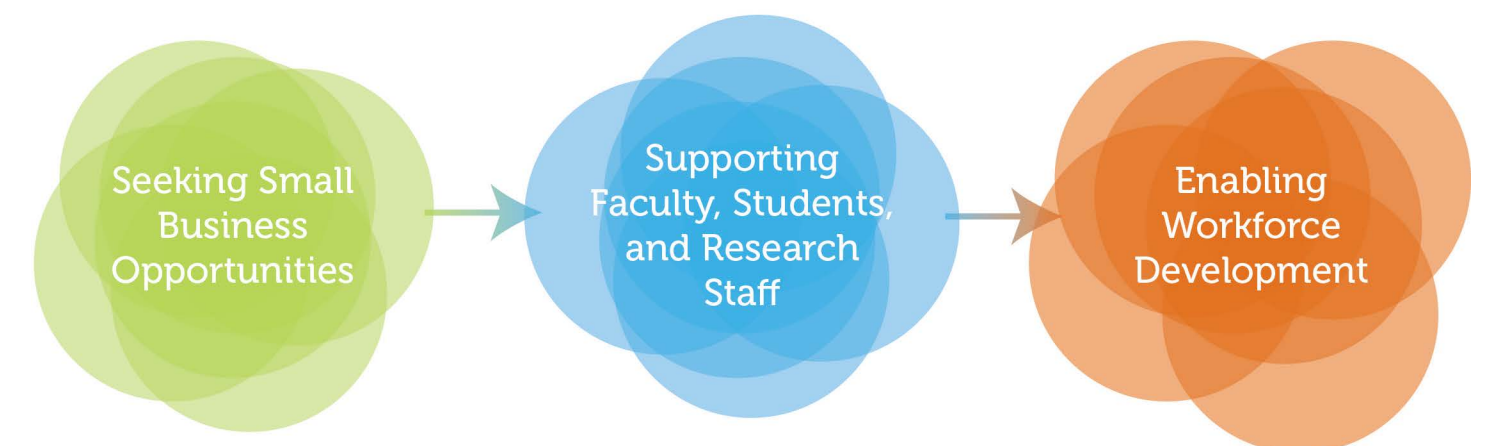 Seeking Small
Business
Opportunities
Supporting
Faculty, Students,
and Research
Staff
Enabling
Workforce
Development